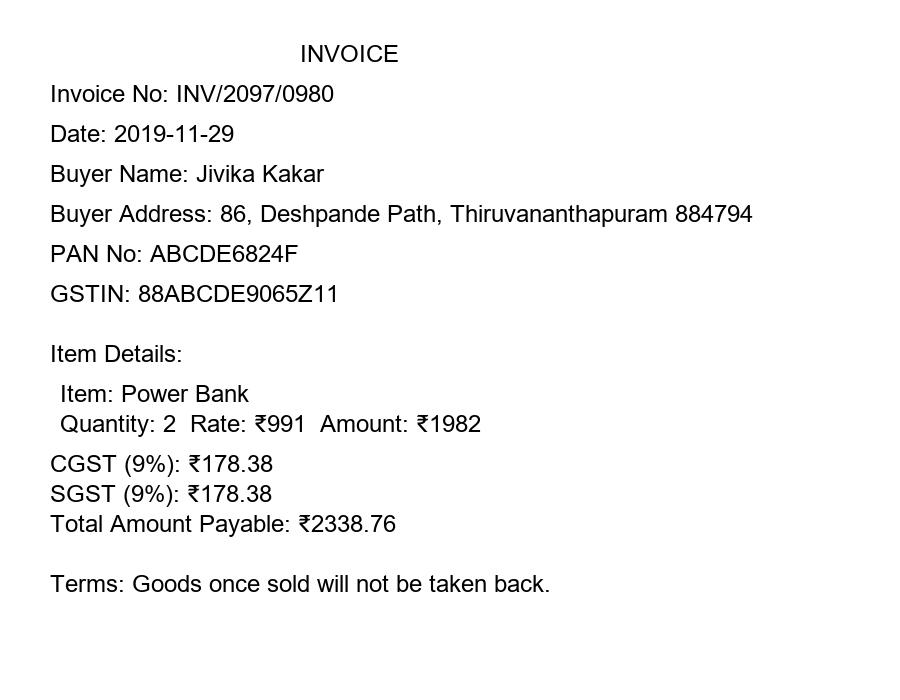 INVOICE
Invoice No: INV/2097/0980
Date: 2019-11-29
Buyer Name: Jivika Kakar
Buyer Address: 86, Deshpande Path, Thiruvananthapuram 884794
PAN No: ABCDE6824F
GSTIN: 88ABCDE9065Z11
Item Details:
Item: Power Bank
Quantity: 2  Rate: ₹991  Amount: ₹1982
CGST (9%): ₹178.38
SGST (9%): ₹178.38
Total Amount Payable: ₹2338.76
Terms: Goods once sold will not be taken back.